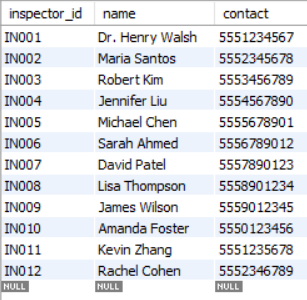 inspector_id name contact
IN001 Dr. Henry Walsh 5551234567
IN002 Maria Santos 5552345678
IN003 Robert Kim 5553456789
IN004 Jennifer Liu 5554567890
IN005 Michael Chen 5555678901
IN006 Sarah Ahmed 5556789012
IN007 David Patel 5557890123
IN008 Lisa Thompson 5558901234
IN009 James Wilson 5559012345
IN010 Amanda Foster 5550123456
IN011 Kevin Zhang 5551235678
IN012 Rachel Cohen 5552346789
NULL NULL NULL